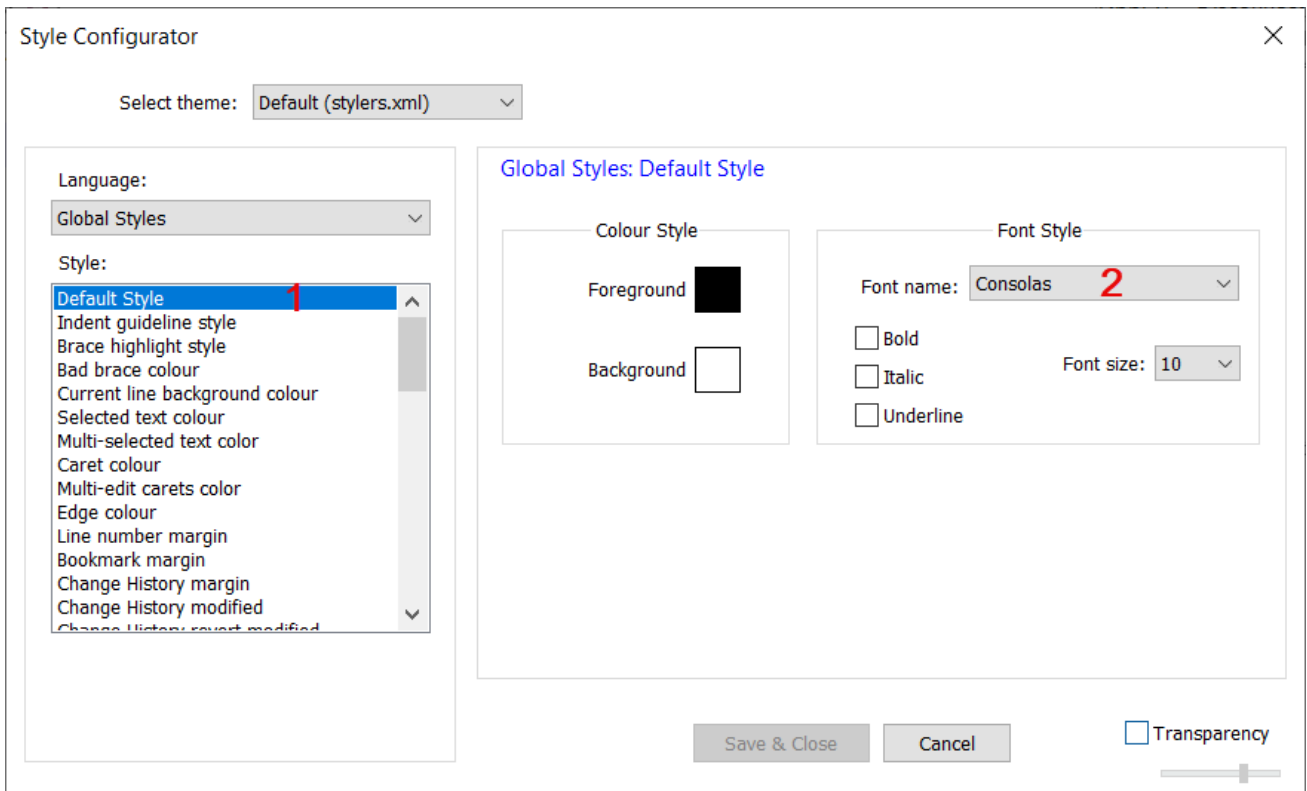 Style Configurator
Select theme: Default (stylers.xml)
Language:
Global Styles
Style:
Default Style 1
Indent guideline style
Brace highlight style
Bad brace colour
Current line background colour
Selected text colour
Multi-selected text color
Caret colour
Multi-edit carets color
Edge colour
Line number margin
Bookmark margin
Change History margin
Change History modified
Change History revert modified
Global Styles: Default Style
Colour Style
Foreground
Background
Font Style
Font name: Consolas 2
Bold
Font size: 10
Italic
Underline
Save & Close
Cancel
Transparency